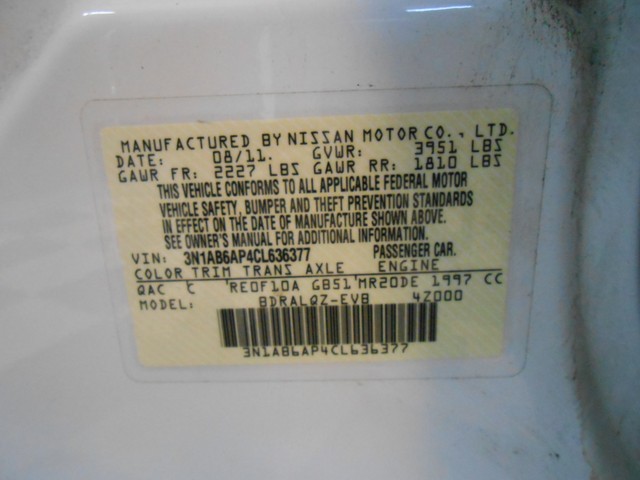 MANUFACTURED BY NISSAN MOTOR CO., LTD.
DATE: 08/11. GVWR: 3951 LBS
GAWR FR: 2227 LBS GAWR RR: 1810 LBS
THIS VEHICLE CONFORMS TO ALL APPLICABLE FEDERAL MOTOR
VEHICLE SAFETY, BUMPER AND THEFT PREVENTION STANDARDS
IN EFFECT ON THE DATE OF MANUFACTURE SHOWN ABOVE.
SEE OWNER'S MANUAL FOR ADDITIONAL INFORMATION.
VIN: 3N1AB6AP4CL636377 PASSENGER CAR.
COLOR TRIM TRANS AXLE ENGINE
QAC C RE0F10A GB51 MR20DE 1997 CC
MODEL: BDRALQZ-EVB 4Z000
3N1AB6AP4CL636377